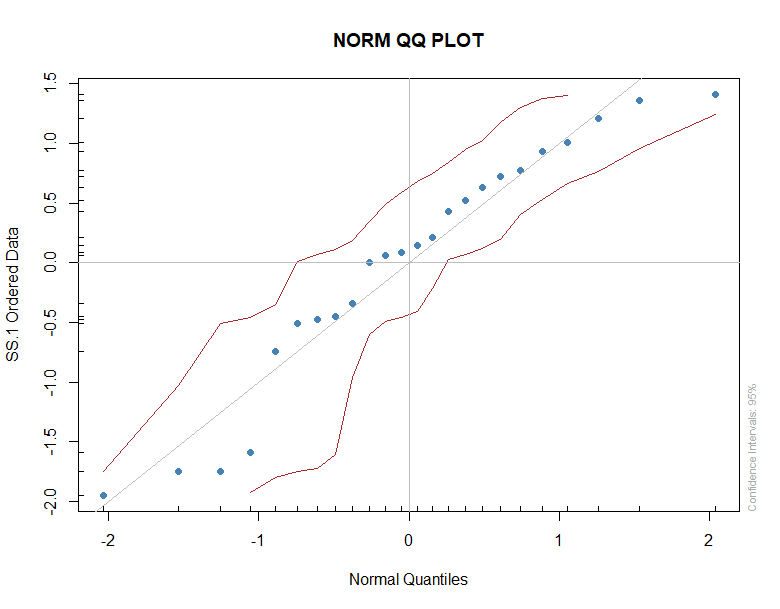 NORM QQ PLOT
SS.1 Ordered Data
1.5
1.0
0.5
0.0
-0.5
-1.0
-1.5
-2.0
-2 -1 0 1 2
Normal Quantiles
Confidence Intervals: 95%